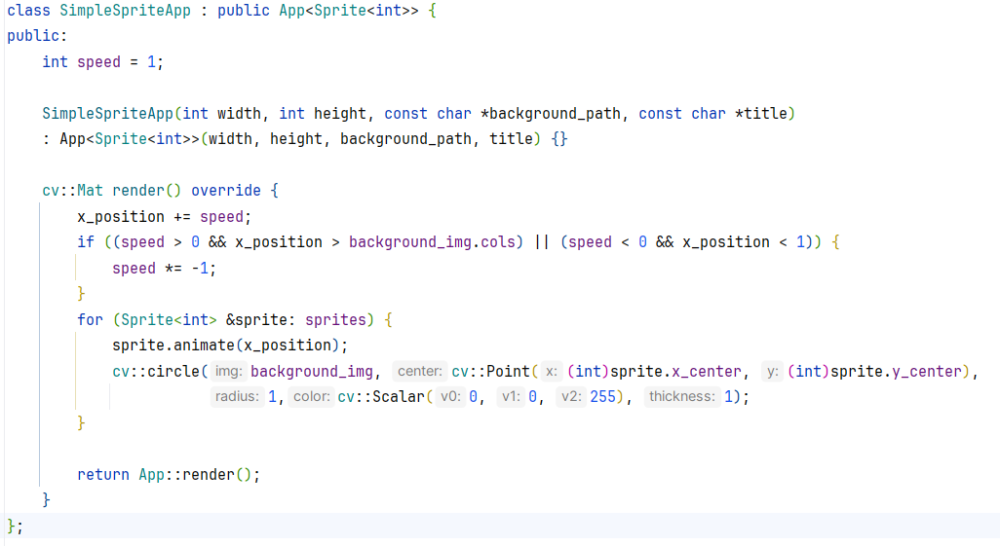 class SimpleSpriteApp : public App<Sprite<int>> {
public:
    int speed = 1;

    SimpleSpriteApp(int width, int height, const char *background_path, const char *title)
    : App<Sprite<int>>(width, height, background_path, title) {}

    cv::Mat render() override {
        x_position += speed;
        if ((speed > 0 && x_position > background_img.cols) || (speed < 0 && x_position < 1)) {
            speed *= -1;
        }
        for (Sprite<int> &sprite: sprites) {
            sprite.animate(x_position);
            cv::circle( img: background_img, center: cv::Point( x: (int)sprite.x_center, y: (int)sprite.y_center),
                        radius: 1, color: cv::Scalar( v0: 0, v1: 0, v2: 255), thickness: 1);
        }

        return App::render();
    }
};